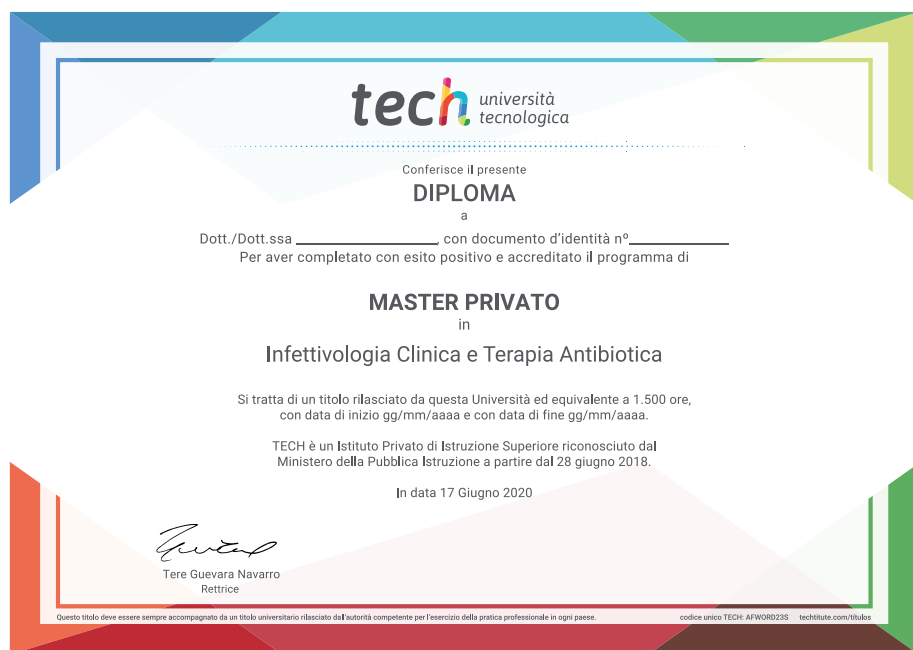 tech università
tecnologica
Conferisce il presente
DIPLOMA
a
Dott./Dott.ssa ____________________, con documento d'identità nº______________
Per aver completato con esito positivo e accreditato il programma di
MASTER PRIVATO
in
Infettivologia Clinica e Terapia Antibiotica
Si tratta di un titolo rilasciato da questa Università ed equivalente a 1.500 ore,
con data di inizio gg/mm/aaaa e con data di fine gg/mm/aaaa.
TECH è un Istituto Privato di Istruzione Superiore riconosciuto dal
Ministero della Pubblica Istruzione a partire dal 28 giugno 2018.
In data 17 Giugno 2020
Tere Guevara Navarro
Rettrice
Questo titolo deve essere sempre accompagnato da un titolo universitario rilasciato dall'autorità competente per l'esercizio della pratica professionale in ogni paese. codice unico TECH: AFWORD23S techtitute.com/titulos